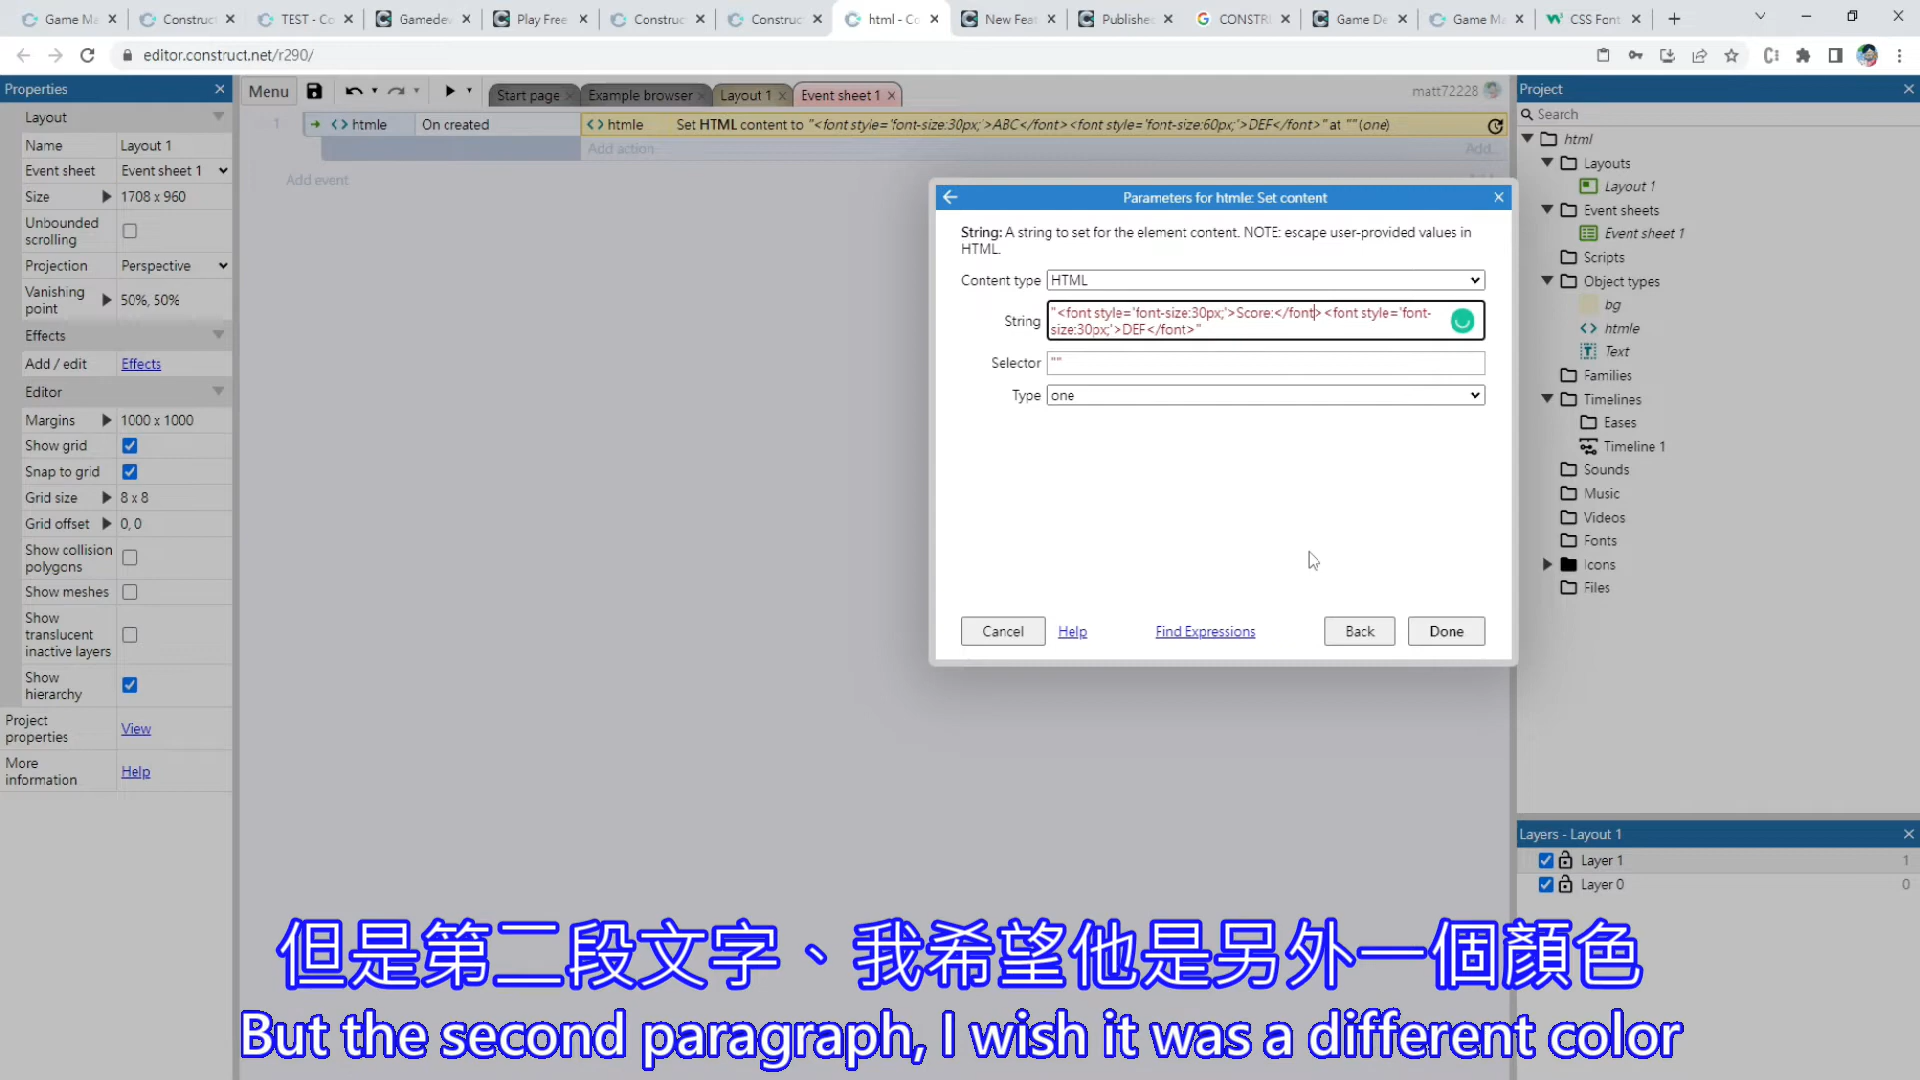 Game Ma
Construct
TEST - Co
Gamedev
Play Free
Construc
Construc
html - Co
New Feat
Publishe
CONSTRU
Game De
Game Ma
CSS Font
editor.construct.net/r290/
Properties
Layout
Name Layout 1
Event sheet Event sheet 1
Size 1708 x 960
Unbounded scrolling
Projection Perspective
Vanishing point 50%, 50%
Effects
Add / edit Effects
Editor
Margins 1000 x 1000
Show grid
Snap to grid
Grid size 8 x 8
Grid offset 0, 0
Show collision polygons
Show meshes
Show translucent inactive layers
Show hierarchy
Project properties View
More information Help
Menu
Start page
Example browser
Layout 1
Event sheet 1
matt72228
1 htmle On created htmle Set HTML content to "<font style='font-size:30px;'>ABC</font><font style='font-size:60px;'>DEF</font>" at "" (one)
Add action
Add...
Add event
Parameters for htmle: Set content
String: A string to set for the element content. NOTE: escape user-provided values in
HTML.
Content type HTML
String "<font style='font-size:30px;'>Score:</font> <font style='font-
size:30px;'>DEF</font>"
Selector ""
Type one
Cancel Help Find Expressions Back Done
Project
Search
html
Layouts
Layout 1
Event sheets
Event sheet 1
Scripts
Object types
bg
htmle
Text
Families
Timelines
Eases
Timeline 1
Sounds
Music
Videos
Fonts
Icons
Files
Layers - Layout 1
Layer 1 1
Layer 0 0
但是第二段文字、我希望他是另外一個顏色
But the second paragraph, I wish it was a different color